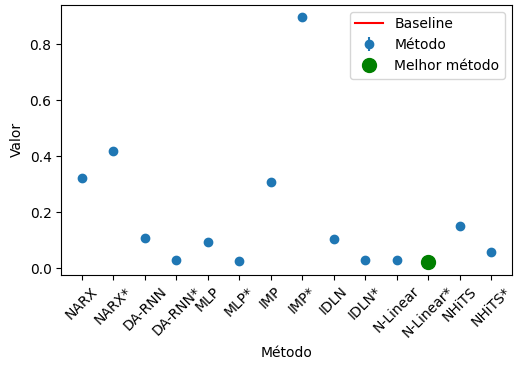 Baseline
Método
Melhor método
Valor
0.8
0.6
0.4
0.2
0.0
NARX
NARX*
DA-RNN
DA-RNN*
MLP
MLP*
IMP
IMP*
IDLN
IDLN*
N-Linear
N-Linear*
NHiTS
NHiTS*
Método